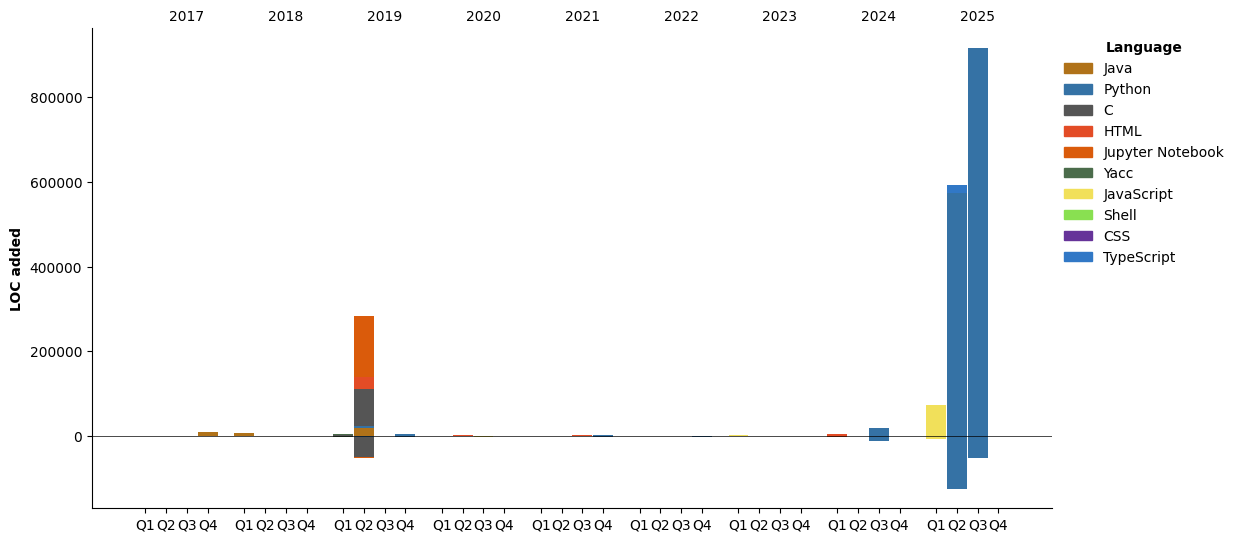 2017 2018 2019 2020 2021 2022 2023 2024 2025
Language
Java
Python
C
HTML
Jupyter Notebook
Yacc
JavaScript
Shell
CSS
TypeScript
LOC added
800000
600000
400000
200000
0
Q1 Q2 Q3 Q4 Q1 Q2 Q3 Q4 Q1 Q2 Q3 Q4 Q1 Q2 Q3 Q4 Q1 Q2 Q3 Q4 Q1 Q2 Q3 Q4 Q1 Q2 Q3 Q4 Q1 Q2 Q3 Q4 Q1 Q2 Q3 Q4